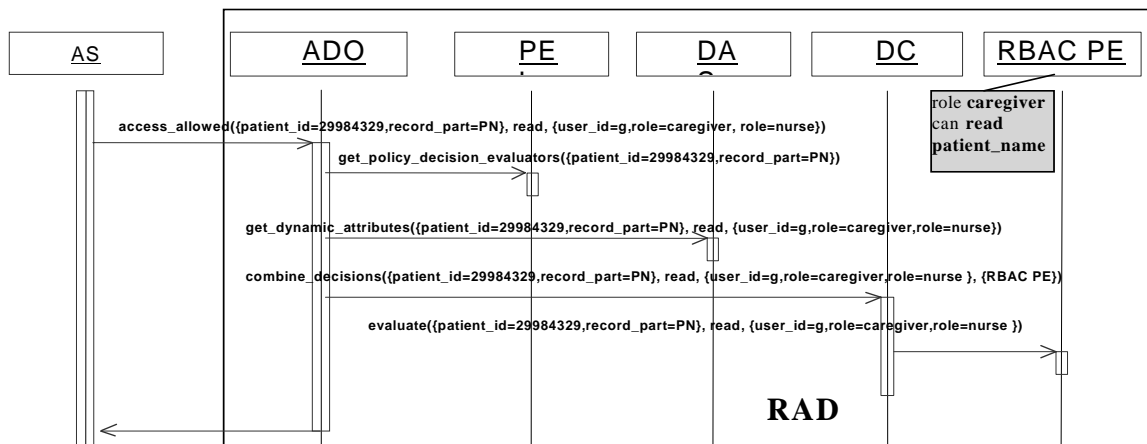 AS
ADO
PE
DA
DC
RBAC PE
role caregiver
can read
patient_name
access_allowed({patient_id=29984329,record_part=PN}, read, {user_id=g,role=caregiver, role=nurse})
get_policy_decision_evaluators({patient_id=29984329,record_part=PN})
get_dynamic_attributes({patient_id=29984329,record_part=PN}, read, {user_id=g,role=caregiver,role=nurse})
combine_decisions({patient_id=29984329,record_part=PN}, read, {user_id=g,role=caregiver,role=nurse }, {RBAC PE})
evaluate({patient_id=29984329,record_part=PN}, read, {user_id=g,role=caregiver,role=nurse })
RAD